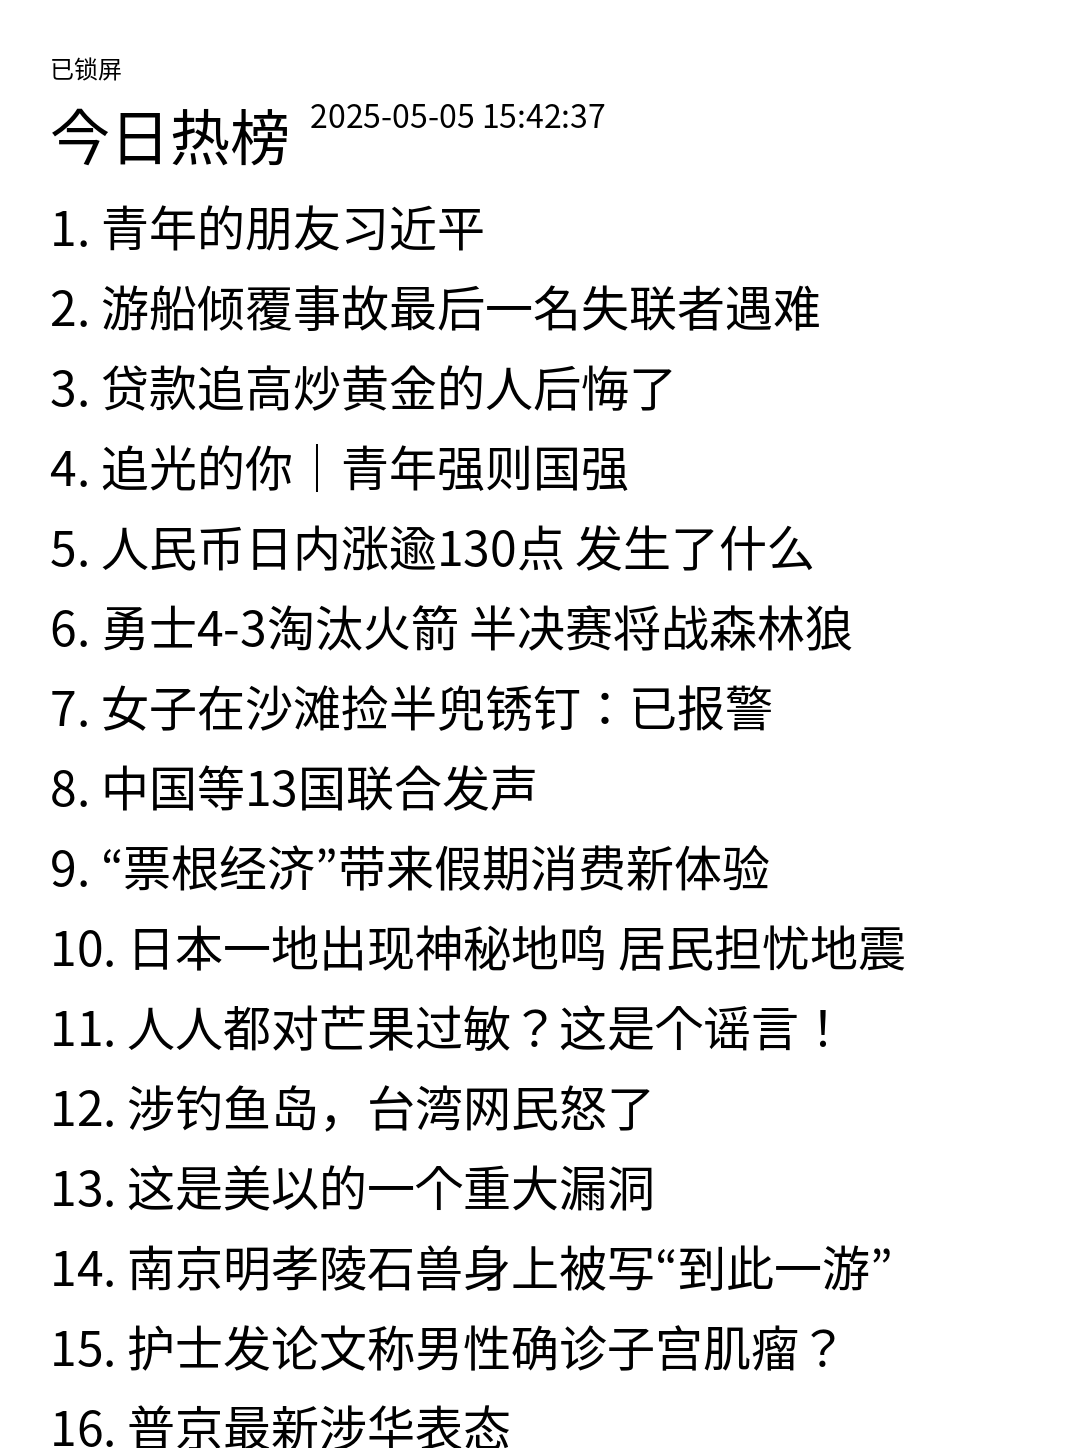 已锁屏
今日热榜 2025-05-05 15:42:37
1. 青年的朋友习近平
2. 游船倾覆事故最后一名失联者遇难
3. 贷款追高炒黄金的人后悔了
4. 追光的你｜青年强则国强
5. 人民币日内涨逾130点 发生了什么
6. 勇士4-3淘汰火箭 半决赛将战森林狼
7. 女子在沙滩捡半兜锈钉：已报警
8. 中国等13国联合发声
9. “票根经济”带来假期消费新体验
10. 日本一地出现神秘地鸣 居民担忧地震
11. 人人都对芒果过敏？这是个谣言！
12. 涉钓鱼岛，台湾网民怒了
13. 这是美以的一个重大漏洞
14. 南京明孝陵石兽身上被写“到此一游”
15. 护士发论文称男性确诊子宫肌瘤？
16. 普京最新涉华表态